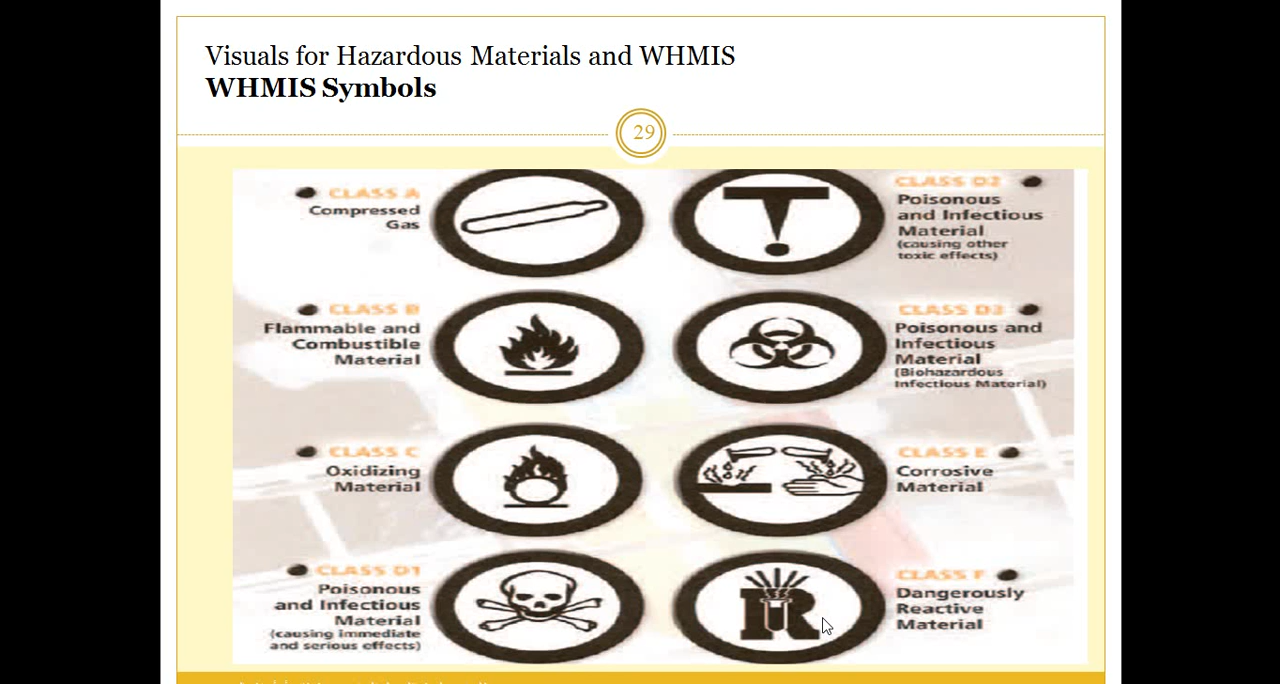 Visuals for Hazardous Materials and WHMIS
WHMIS Symbols
29
CLASS A
Compressed
Gas
CLASS B
Flammable and
Combustible
Material
CLASS C
Oxidizing
Material
CLASS D1
Poisonous
and Infectious
Material
(causing immediate
and serious effects)
CLASS D2
Poisonous
and Infectious
Material
(causing other
toxic effects)
CLASS D3
Poisonous and
Infectious
Material
(Biohazardous
Infectious Material)
CLASS E
Corrosive
Material
CLASS F
Dangerously
Reactive
Material
R